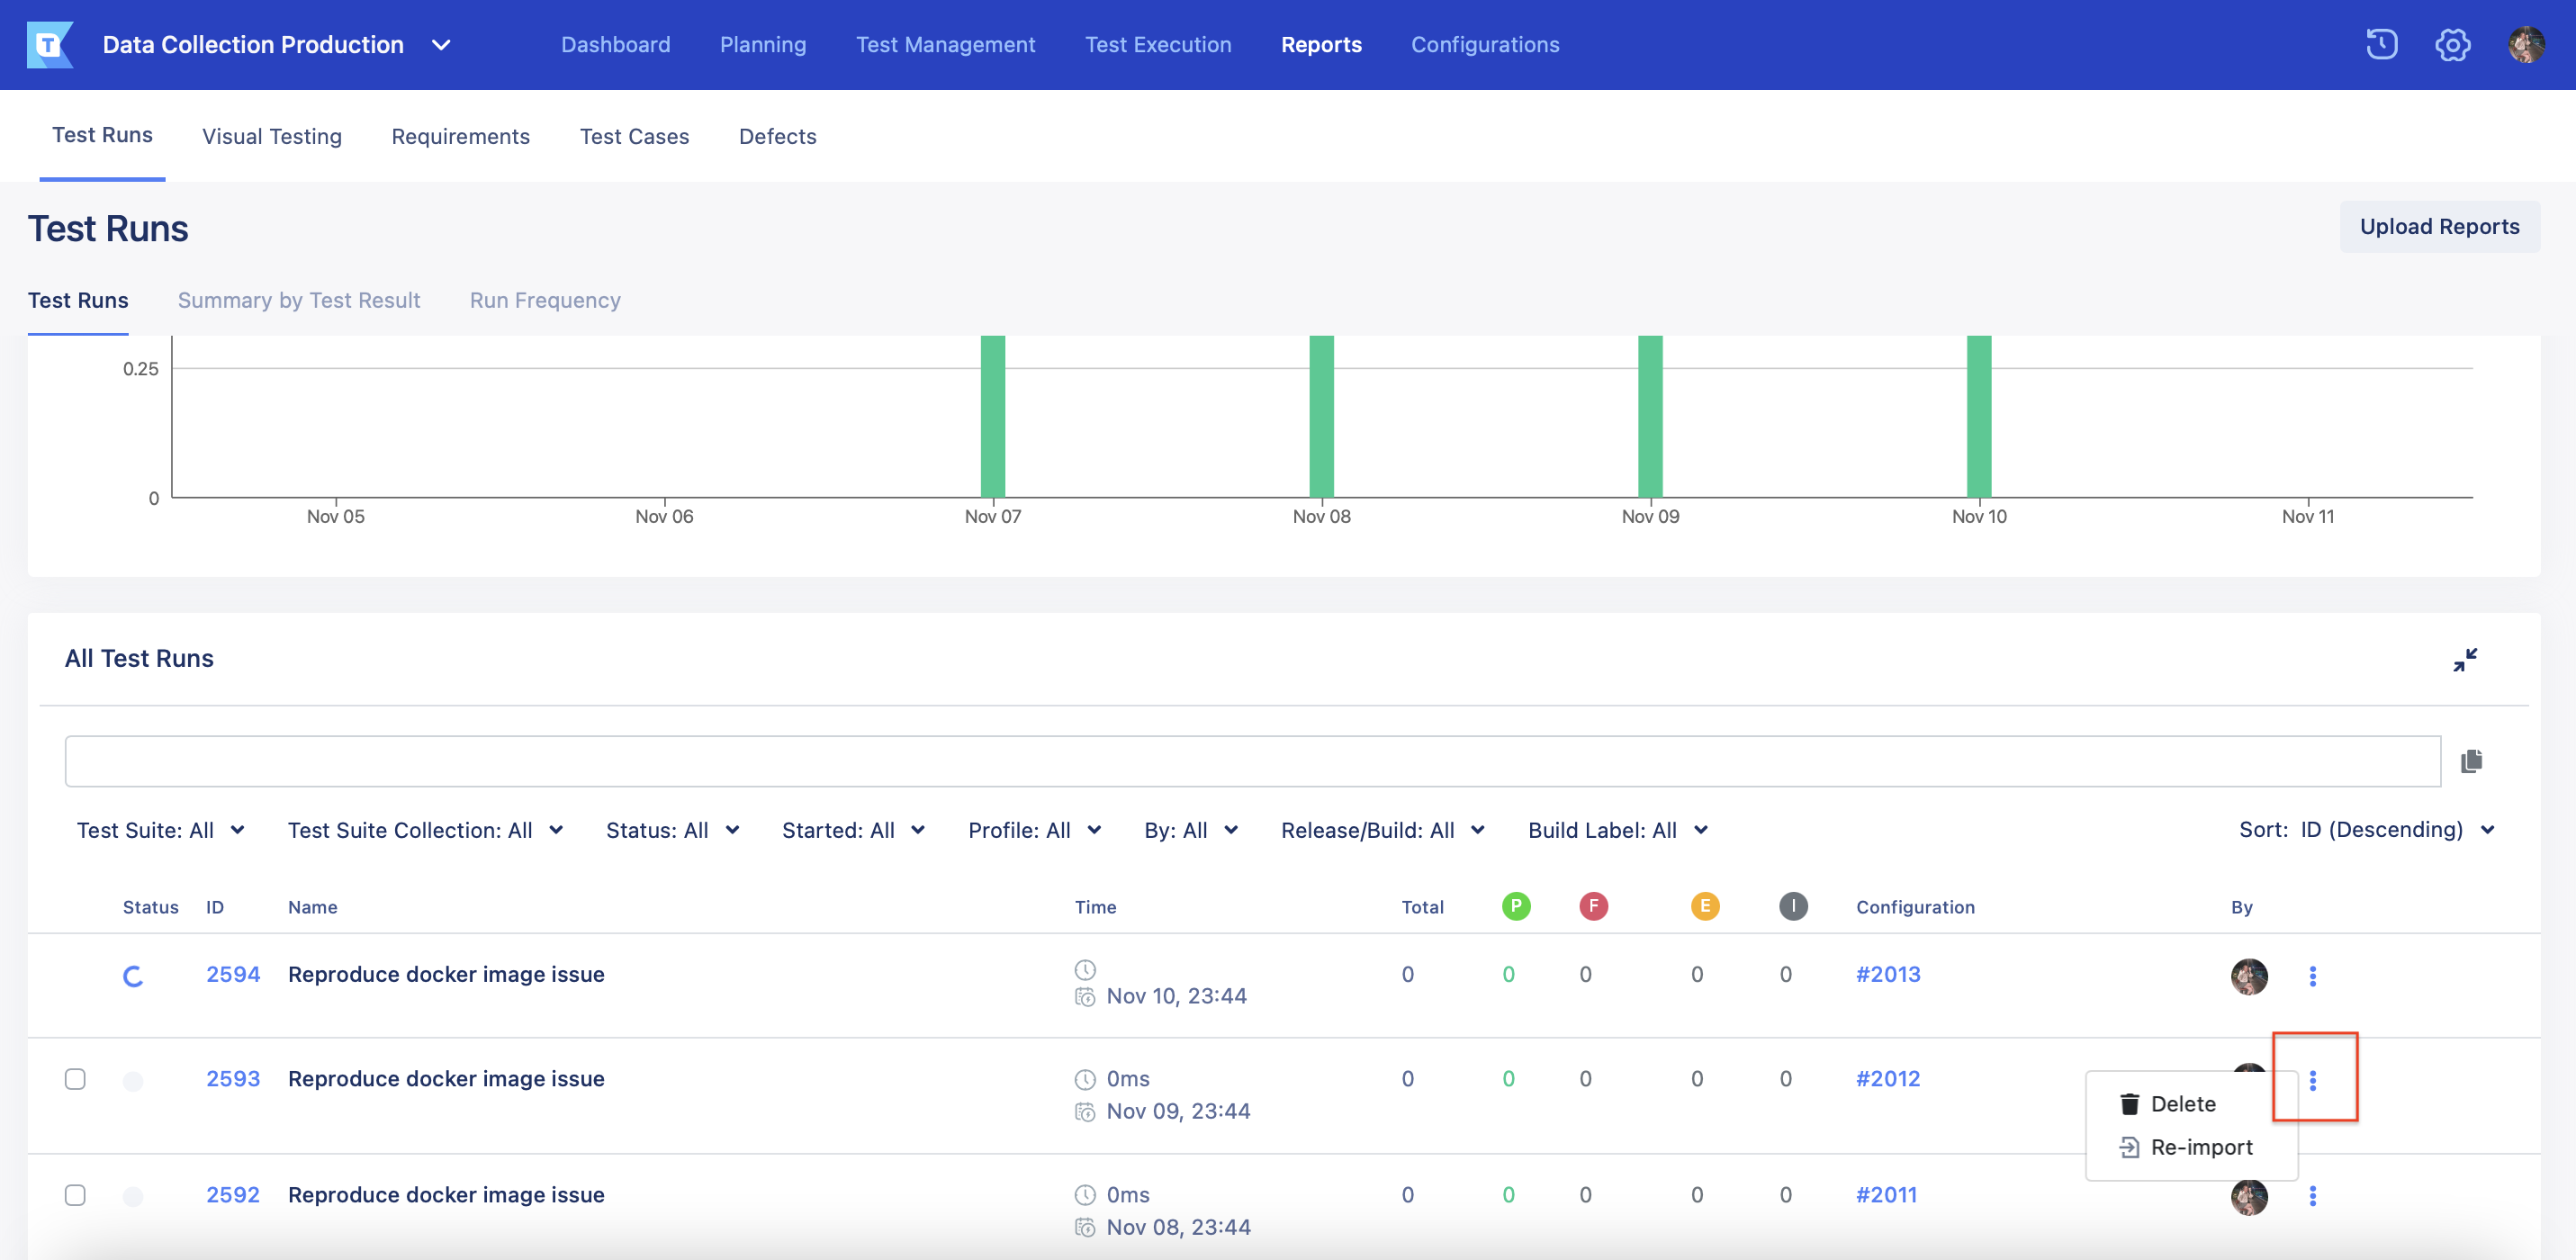 T Data Collection Production Dashboard Planning Test Management Test Execution Reports Configurations
Test Runs Visual Testing Requirements Test Cases Defects
Test Runs Upload Reports
Test Runs Summary by Test Result Run Frequency
0.25
0
Nov 05 Nov 06 Nov 07 Nov 08 Nov 09 Nov 10 Nov 11
All Test Runs
Test Suite: All Test Suite Collection: All Status: All Started: All Profile: All By: All Release/Build: All Build Label: All Sort: ID (Descending)
Status ID Name Time Total P F E I Configuration By
2594 Reproduce docker image issue 0 0 0 0 0 #2013
Nov 10, 23:44
2593 Reproduce docker image issue 0ms 0 0 0 0 0 #2012
Nov 09, 23:44
Delete
Re-import
2592 Reproduce docker image issue 0ms 0 0 0 0 0 #2011
Nov 08, 23:44